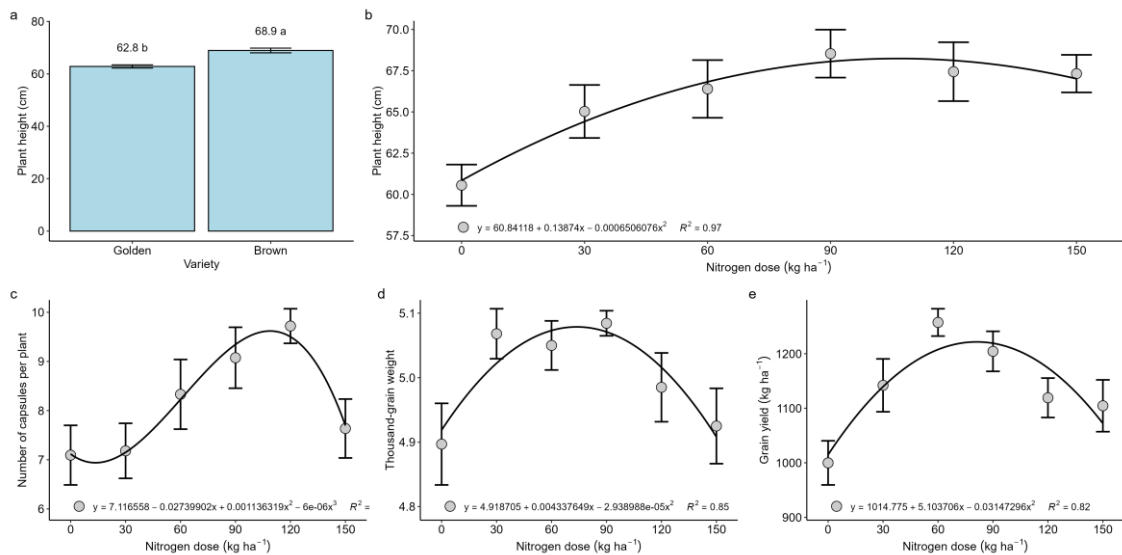 a
Plant height (cm)
80
60
40
20
0
62.8 b
68.9 a
Golden
Brown
Variety
b
Plant height (cm)
70.0
67.5
65.0
62.5
60.0
57.5
y = 60.84118 + 0.13874x − 0.0006506076x² R² = 0.97
0 30 60 90 120 150
Nitrogen dose (kg ha⁻¹)
c
Number of capsules per plant
10
9
8
7
6
y = 7.116558 − 0.02739902x + 0.001136319x² − 6e-06x³ R² =
0 30 60 90 120 150
Nitrogen dose (kg ha⁻¹)
d
Thousand-grain weight
5.1
5.0
4.9
4.8
y = 4.918705 + 0.004337649x − 2.938988e-05x² R² = 0.85
0 30 60 90 120 150
Nitrogen dose (kg ha⁻¹)
e
Grain yield (kg ha⁻¹)
1200
1100
1000
900
y = 1014.775 + 5.103706x − 0.03147296x² R² = 0.82
0 30 60 90 120 150
Nitrogen dose (kg ha⁻¹)